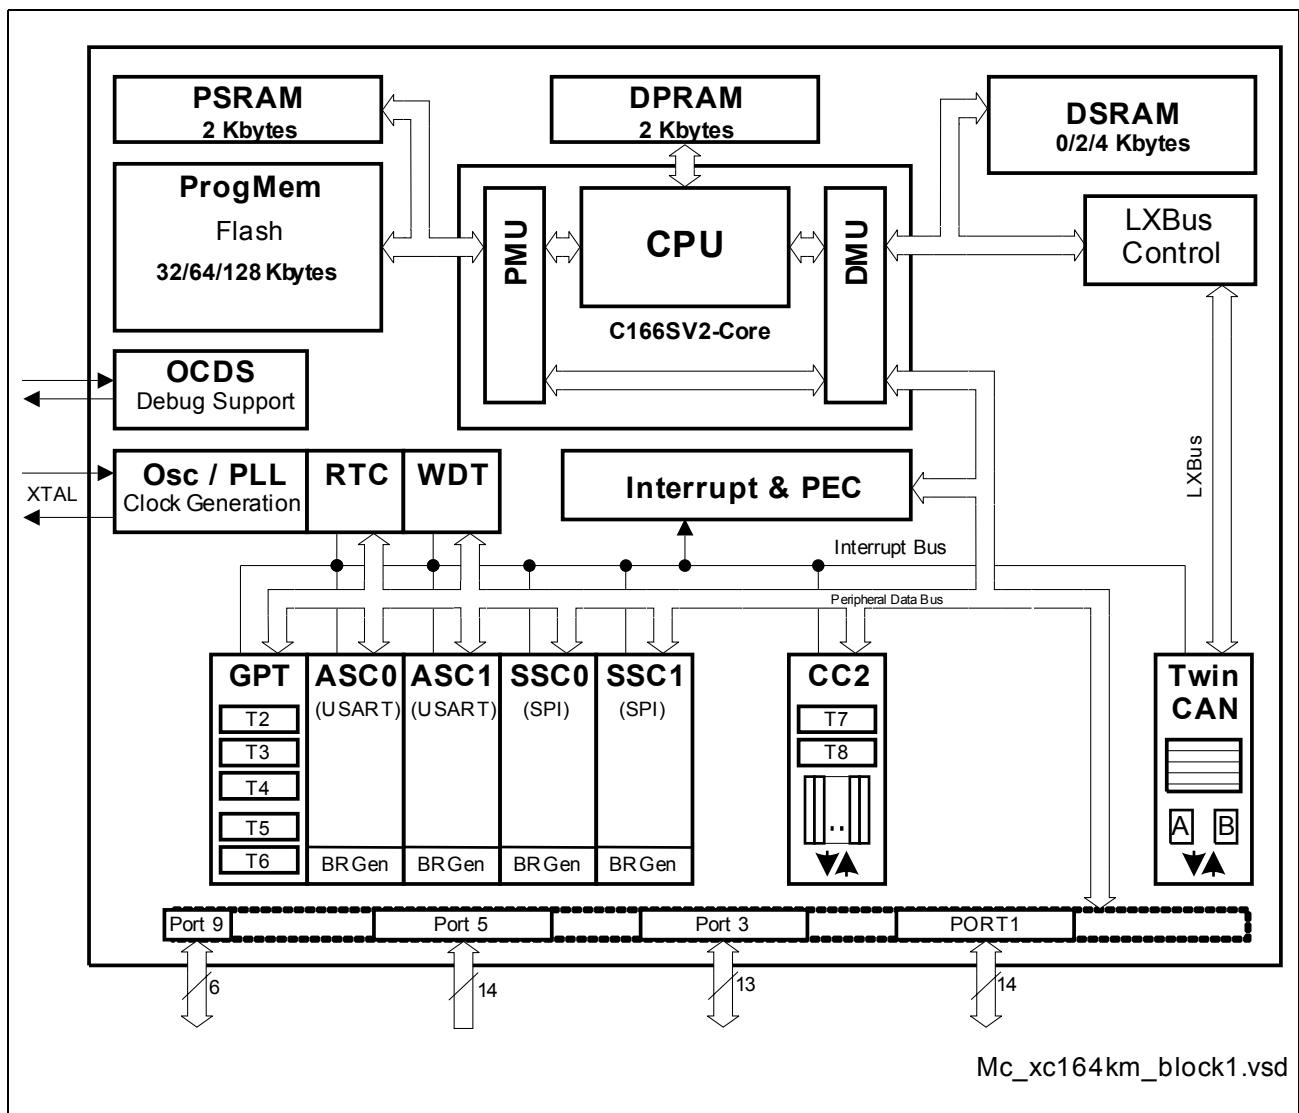 PSRAM
2 Kbytes
DPRAM
2 Kbytes
DSRAM
0/2/4 Kbytes
ProgMem
Flash
32/64/128 Kbytes
PMU
CPU
DMU
C166SV2-Core
LXBus
Control
OCDS
Debug Support
LXBus
Osc / PLL
Clock Generation
RTC
WDT
Interrupt & PEC
XTAL
Interrupt Bus
Peripheral Data Bus
GPT
T2
T3
T4
T5
T6
ASC0
(USART)
BRGen
ASC1
(USART)
BRGen
SSC0
(SPI)
BRGen
SSC1
(SPI)
BRGen
CC2
T7
T8
..
Twin
CAN
A
B
Port 9
Port 5
Port 3
PORT1
6
14
13
14
Mc_xc164km_block1.vsd